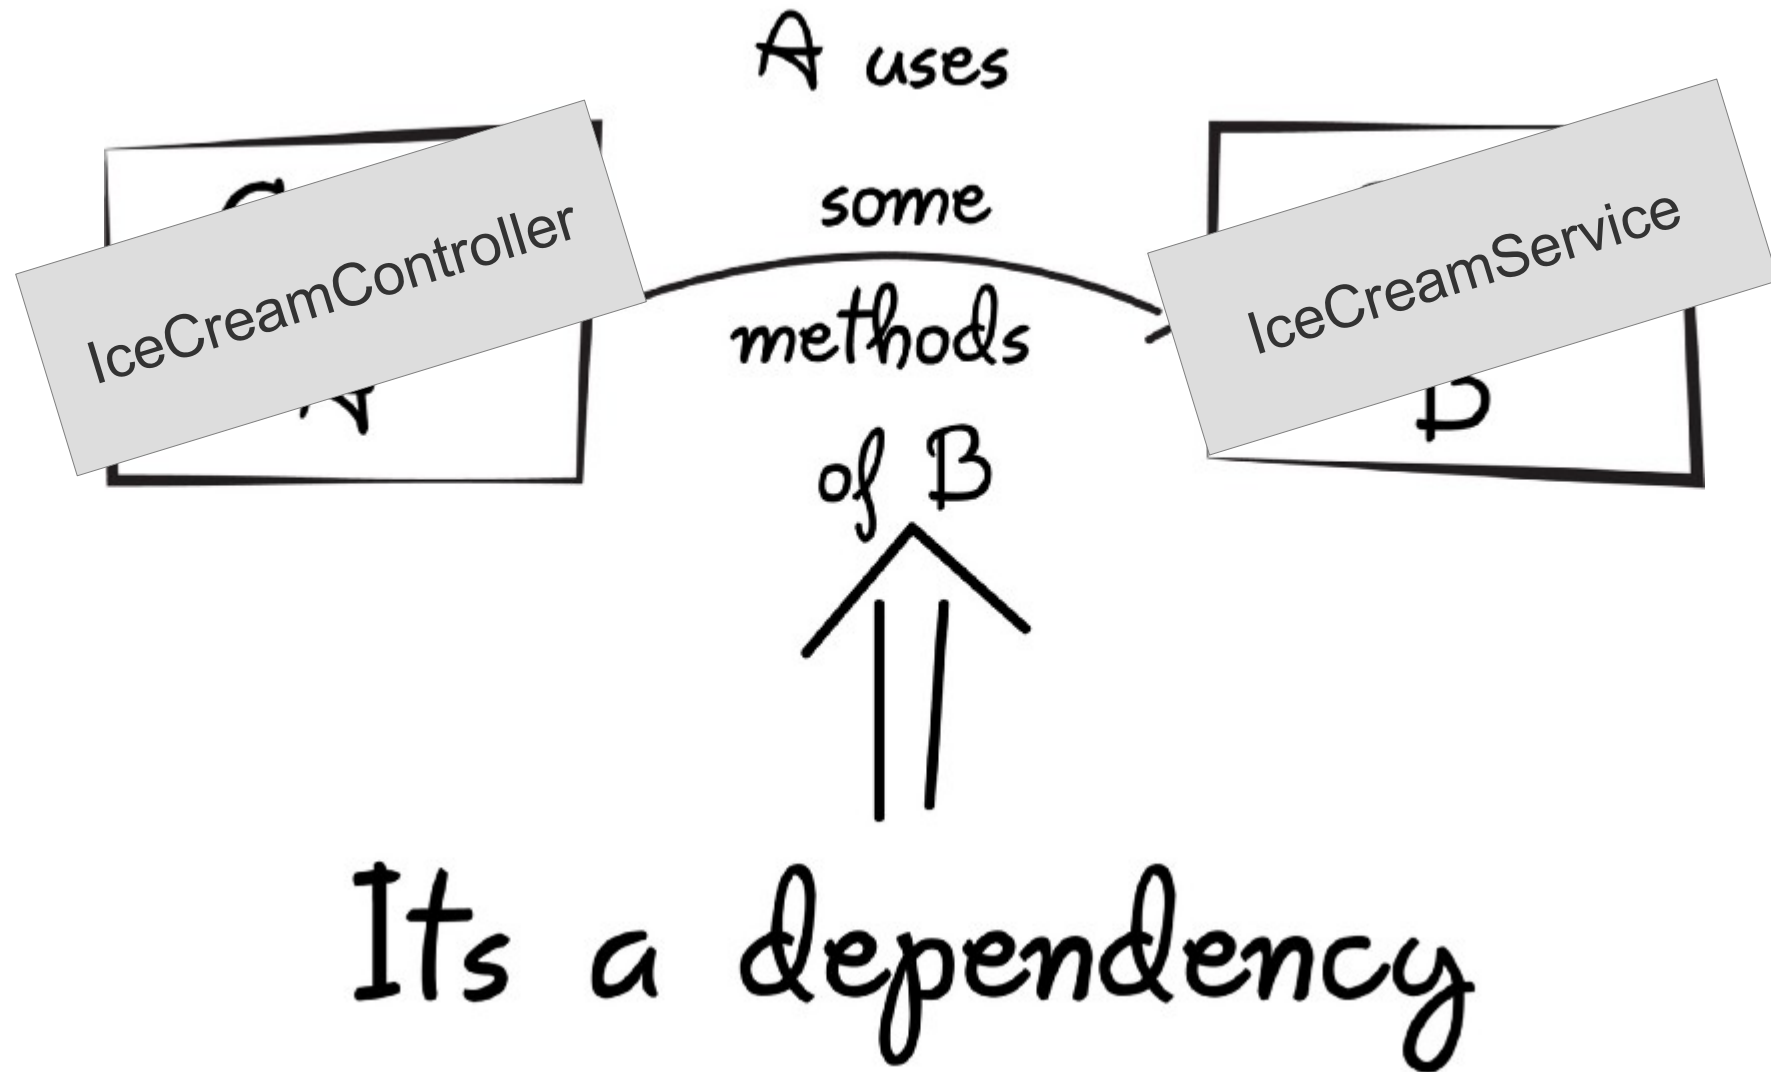 A uses
some
methods
of B
IceCreamController
A
IceCreamService
B
Its a dependency